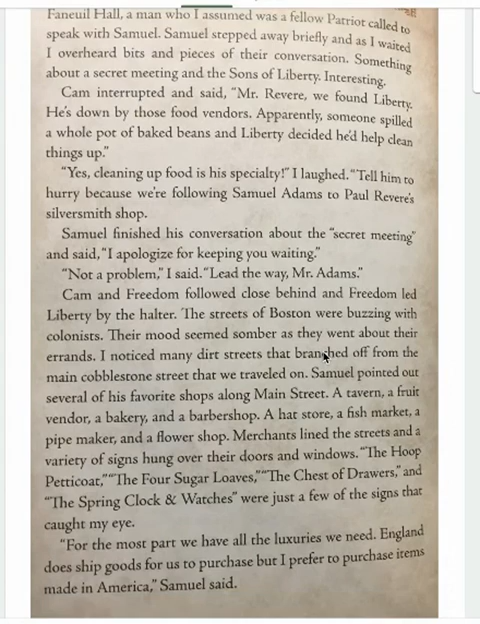 Faneuil Hall, a man who I assumed was a fellow Patriot called to
speak with Samuel. Samuel stepped away briefly and as I waited
I overheard bits and pieces of their conversation. Something
about a secret meeting and the Sons of Liberty. Interesting.
Cam interrupted and said, “Mr. Revere, we found Liberty.
He's down by those food vendors. Apparently, someone spilled
a whole pot of baked beans and Liberty decided he'd help clean
things up.”
“Yes, cleaning up food is his specialty!” I laughed. “Tell him to
hurry because we're following Samuel Adams to Paul Revere's
silversmith shop.
Samuel finished his conversation about the “secret meeting”
and said, “I apologize for keeping you waiting.”
“Not a problem,” I said. “Lead the way, Mr. Adams.”
Cam and Freedom followed close behind and Freedom led
Liberty by the halter. The streets of Boston were buzzing with
colonists. Their mood seemed somber as they went about their
errands. I noticed many dirt streets that branched off from the
main cobblestone street that we traveled on. Samuel pointed out
several of his favorite shops along Main Street. A tavern, a fruit
vendor, a bakery, and a barbershop. A hat store, a fish market, a
pipe maker, and a flower shop. Merchants lined the streets and a
variety of signs hung over their doors and windows. “The Hoop
Petticoat,” “The Four Sugar Loaves,” “The Chest of Drawers,” and
“The Spring Clock & Watches” were just a few of the signs that
caught my eye.
“For the most part we have all the luxuries we need. England
does ship goods for us to purchase but I prefer to purchase items
made in America,” Samuel said.